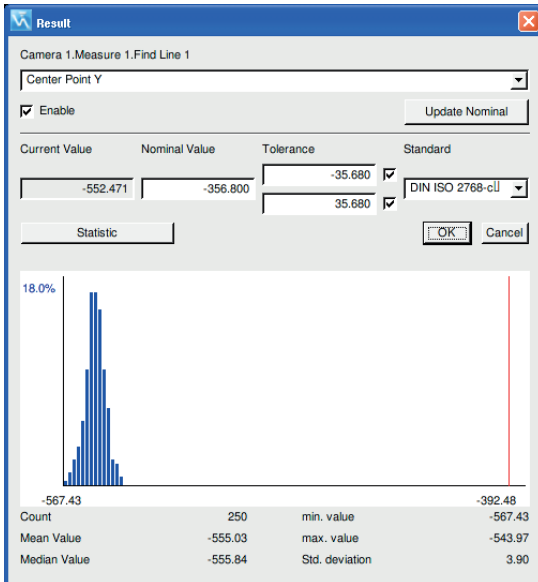 Result
Camera 1.Measure 1.Find Line 1
Center Point Y
Enable
Update Nominal
Current Value Nominal Value Tolerance Standard
-35.680
-552.471 -356.800 DIN ISO 2768-c
35.680
Statistic OK Cancel
18.0%
-567.43 -392.48
Count 250 min. value -567.43
Mean Value -555.03 max. value -543.97
Median Value -555.84 Std. deviation 3.90